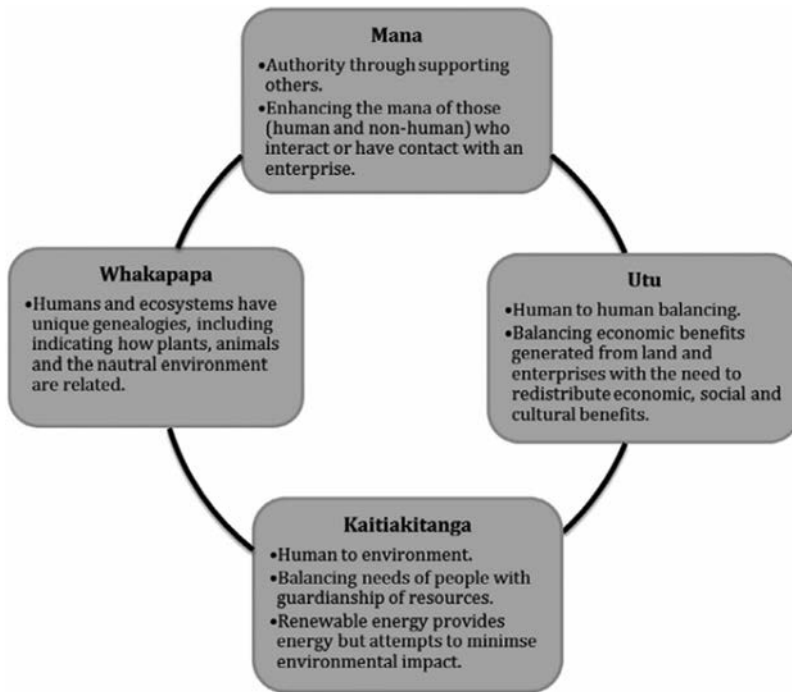 Mana
•Authority through supporting
others.
•Enhancing the mana of those
(human and non-human) who
interact or have contact with an
enterprise.
Whakapapa
•Humans and ecosystems have
unique genealogies, including
indicating how plants, animals
and the nautral environment
are related.
Utu
•Human to human balancing.
•Balancing economic benefits
generated from land and
enterprises with the need to
redistribute economic, social and
cultural benefits.
Kaitiakitanga
•Human to environment.
•Balancing needs of people with
guardianship of resources.
•Renewable energy provides
energy but attempts to minimse
environmental impact.